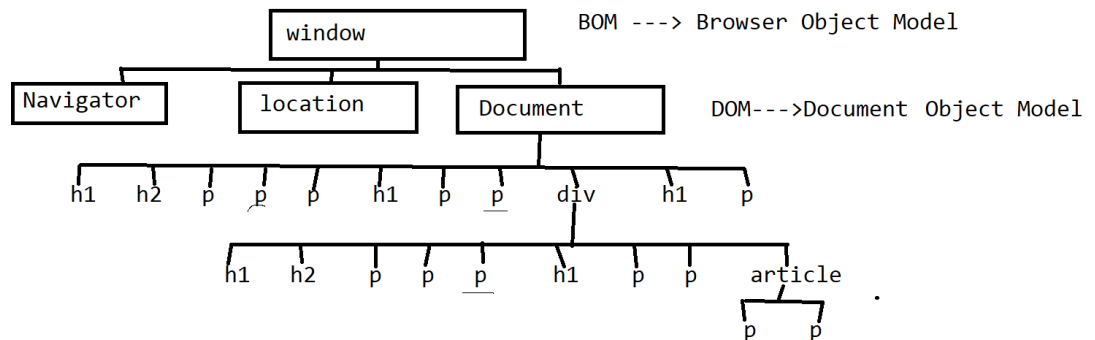 window BOM ---> Browser Object Model
Navigator location Document DOM--->Document Object Model
h1 h2 p p p h1 p p div h1 p
h1 h2 p p p h1 p p article
p p